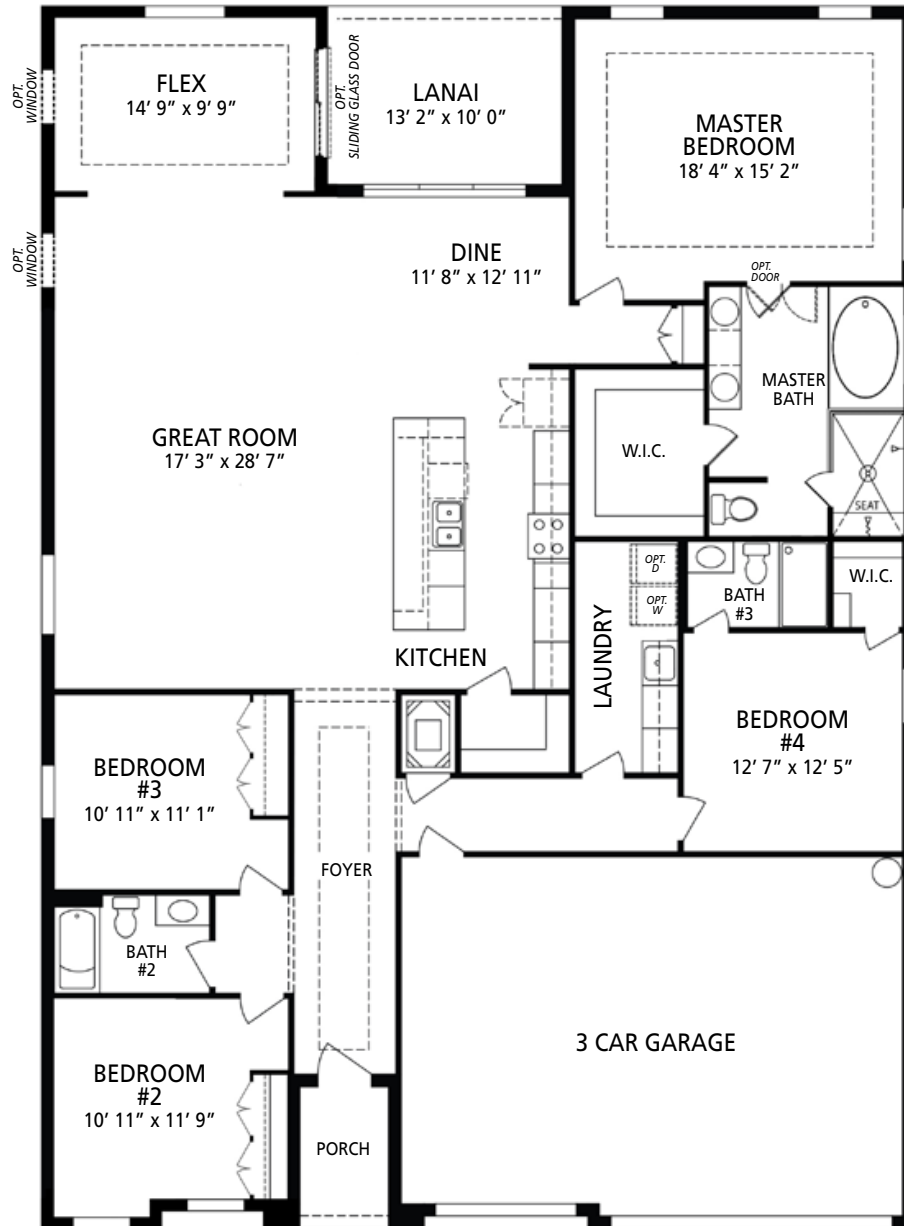 FLEX
14' 9" x 9' 9"
OPT.
WINDOW
OPT.
SLIDING GLASS DOOR
LANAI
13' 2" x 10' 0"
MASTER
BEDROOM
18' 4" x 15' 2"
OPT.
WINDOW
DINE
11' 8" x 12' 11"
OPT.
DOOR
MASTER
BATH
GREAT ROOM
17' 3" x 28' 7"
W.I.C.
SEAT
OPT.
D
OPT.
W
BATH
#3
W.I.C.
KITCHEN
LAUNDRY
BEDROOM
#4
12' 7" x 12' 5"
BEDROOM
#3
10' 11" x 11' 1"
FOYER
BATH
#2
3 CAR GARAGE
BEDROOM
#2
10' 11" x 11' 9"
PORCH